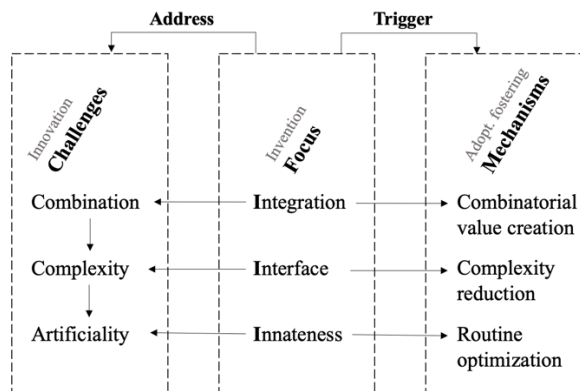 Address
Trigger
Innovation
Challenges
Invention
Focus
Adopt. fostering
Mechanisms
Combination
Integration
Combinatorial
value creation
Complexity
Interface
Complexity
reduction
Artificiality
Innateness
Routine
optimization